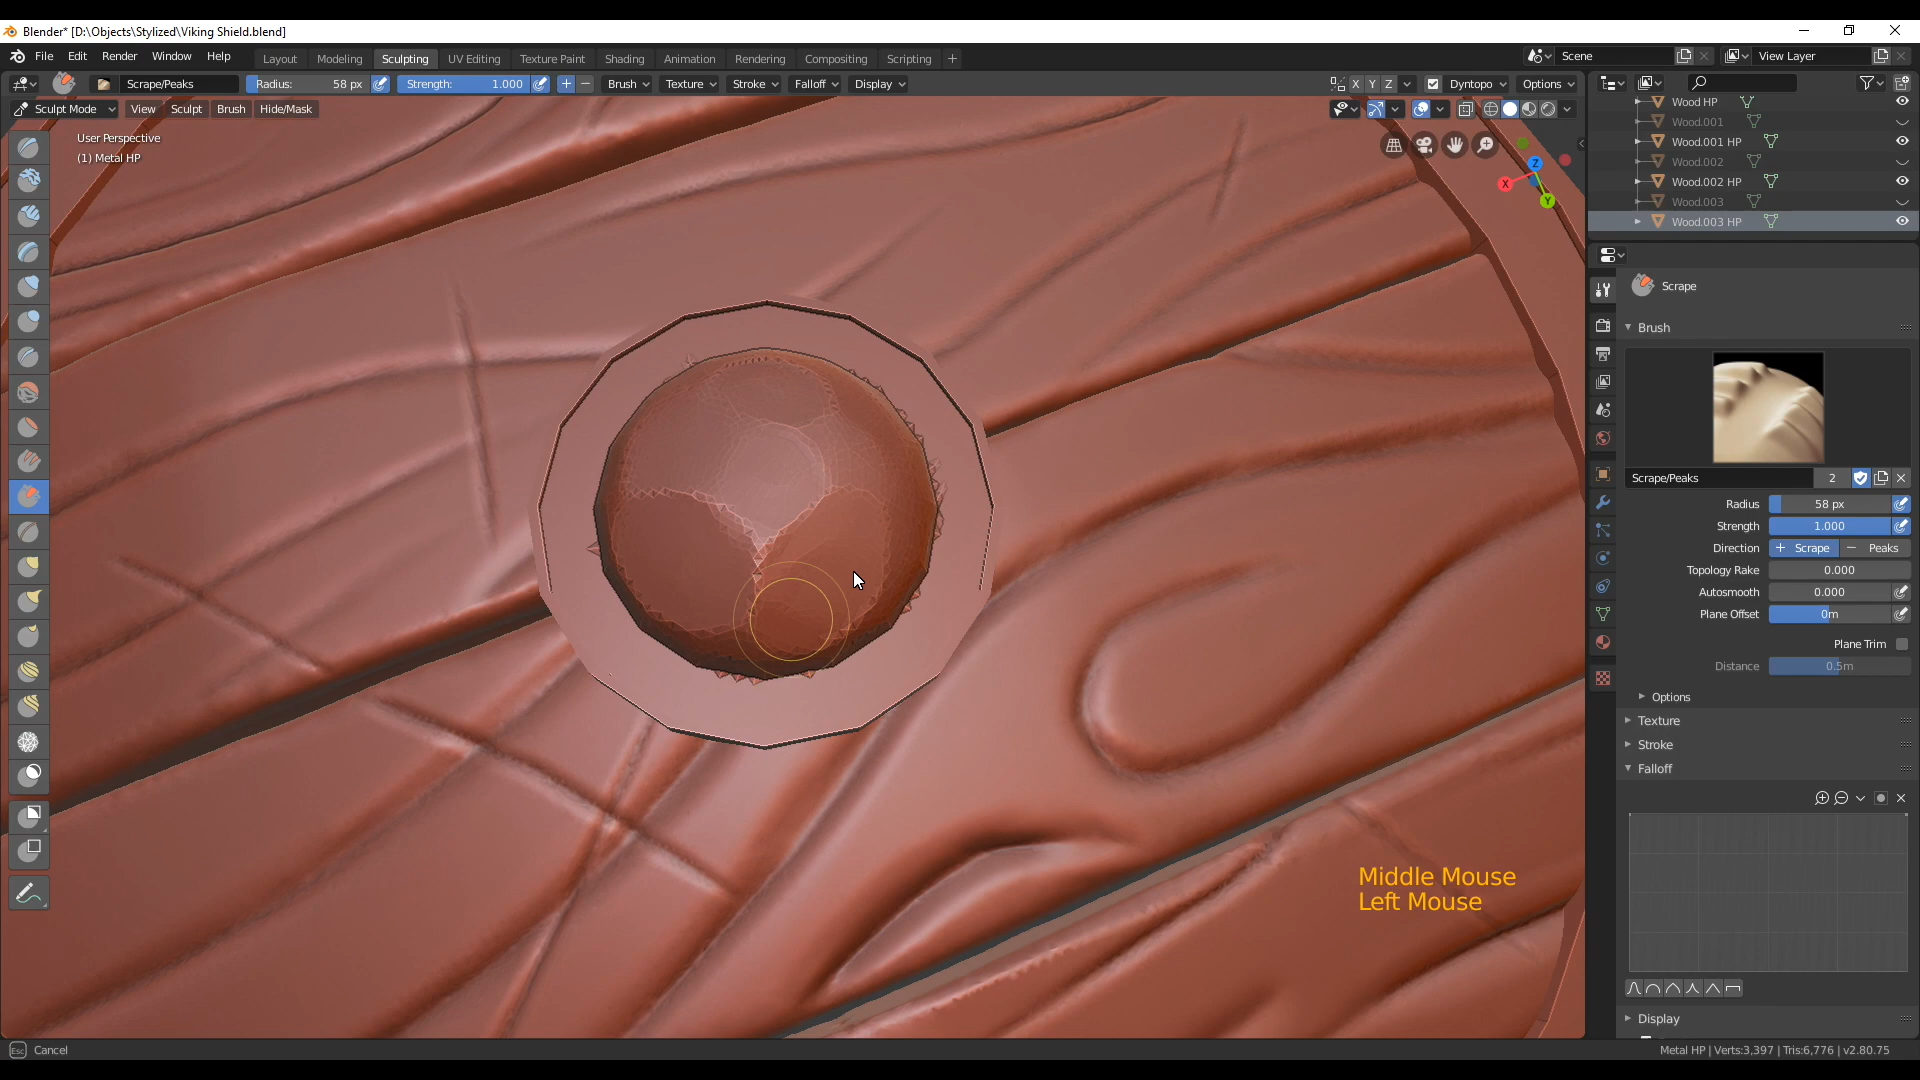 Blender* [D:\Objects\Stylized\Viking Shield.blend]
File Edit Render Window Help Layout Modeling Sculpting UV Editing Texture Paint Shading Animation Rendering Compositing Scripting + Scene View Layer
Scrape/Peaks Radius: 58 px Strength: 1.000 + − Brush Texture Stroke Falloff Display X Y Z Dyntopo Options
Sculpt Mode View Sculpt Brush Hide/Mask
User Perspective
(1) Metal HP
Z
X
Y
Wood HP
Wood.001
Wood.001 HP
Wood.002
Wood.002 HP
Wood.003
Wood.003 HP
Scrape
Brush
Scrape/Peaks 2
Radius 58 px
Strength 1.000
Direction + Scrape − Peaks
Topology Rake 0.000
Autosmooth 0.000
Plane Offset 0m
Plane Trim
Distance 0.5m
Options
Texture
Stroke
Falloff
Display
Middle Mouse
Left Mouse
Esc Cancel
Metal HP | Verts:3,397 | Tris:6,776 | v2.80.75